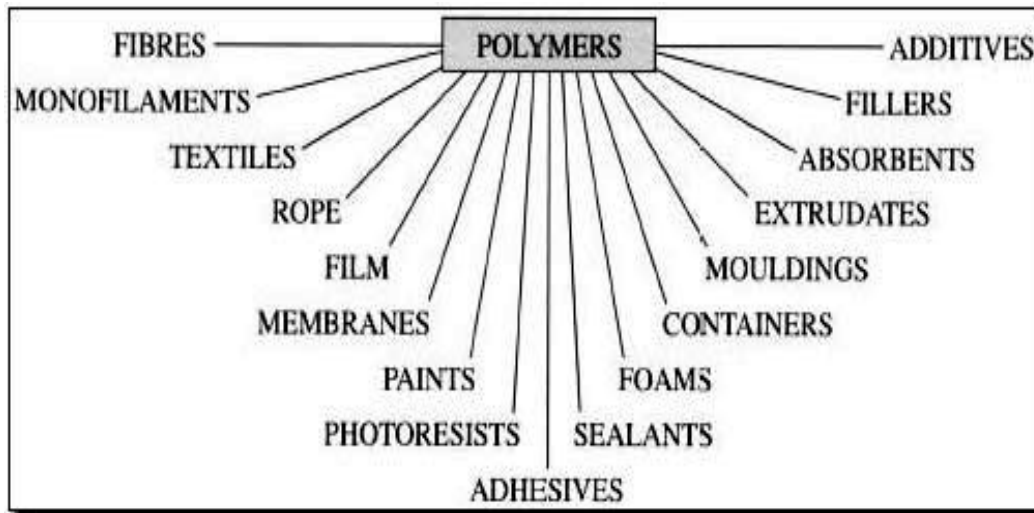 POLYMERS
FIBRES
ADDITIVES
MONOFILAMENTS
FILLERS
TEXTILES
ABSORBENTS
ROPE
EXTRUDATES
FILM
MOULDINGS
MEMBRANES
CONTAINERS
PAINTS
FOAMS
PHOTORESISTS
SEALANTS
ADHESIVES